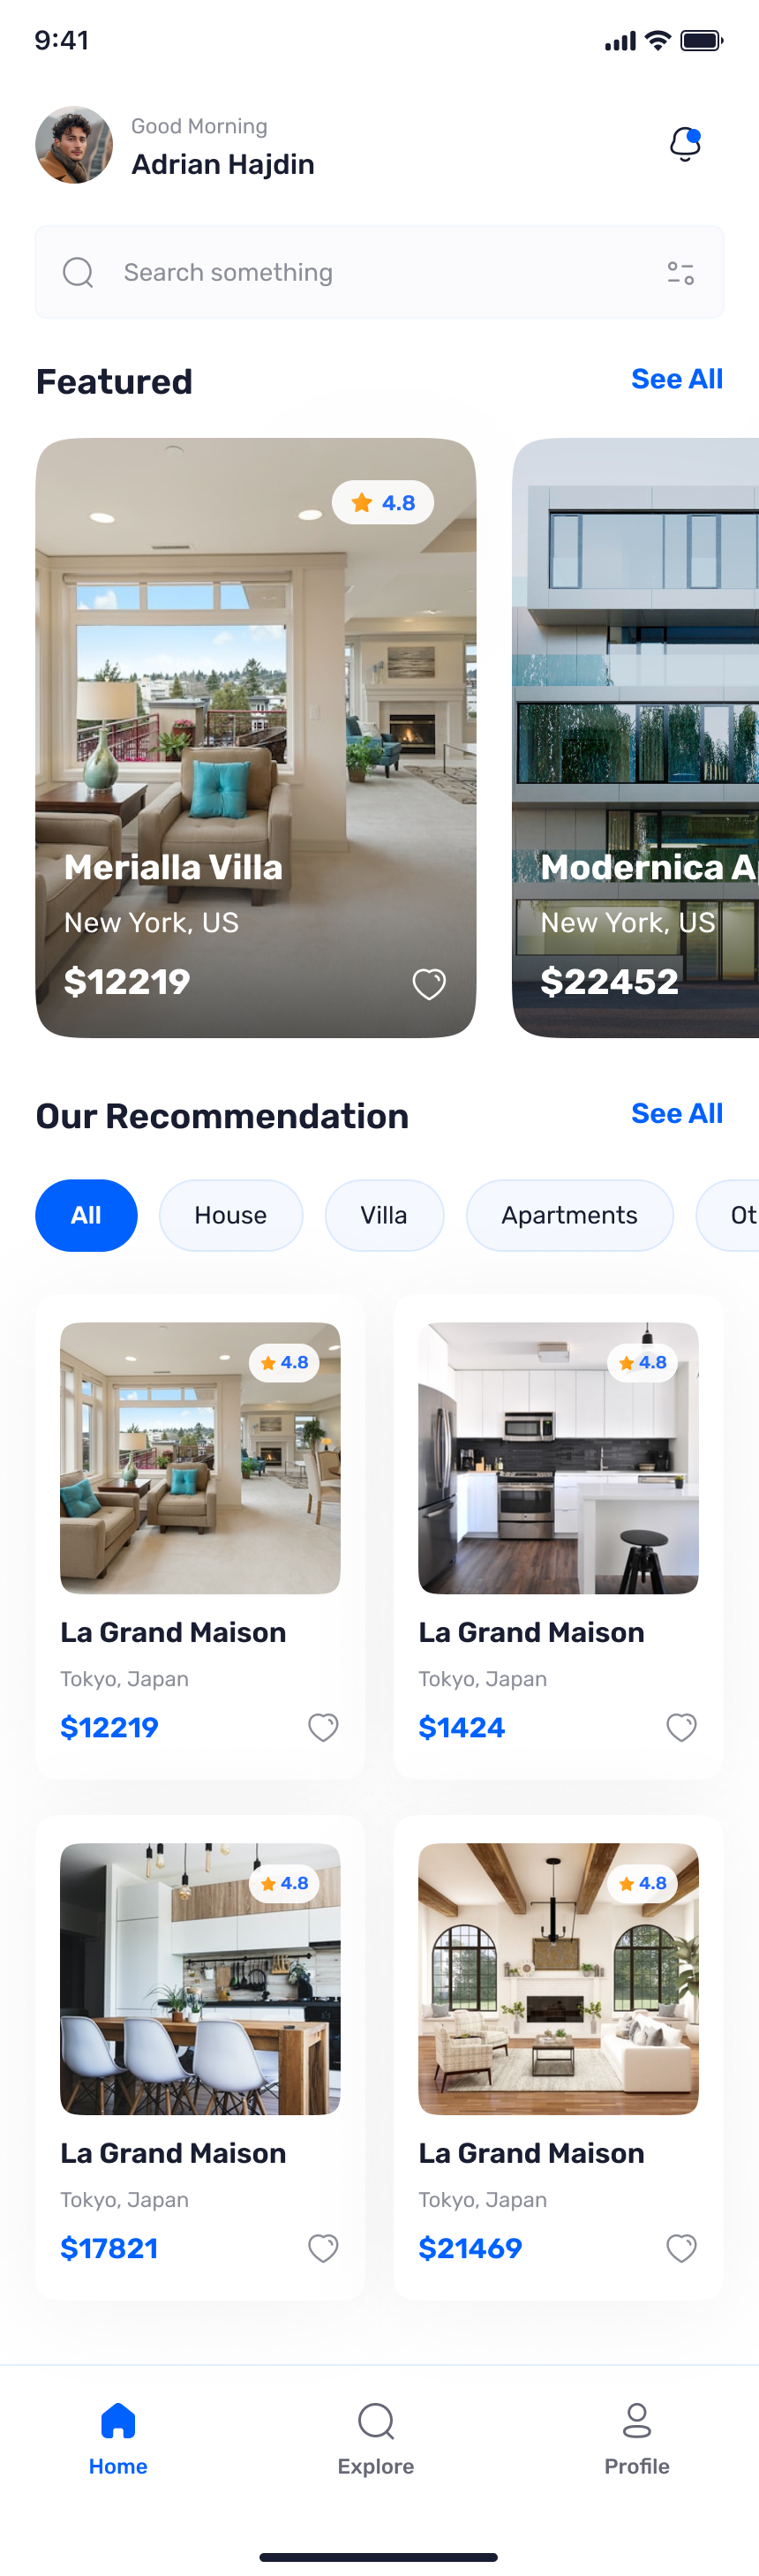 9:41
Good Morning
Adrian Hajdin
Search something
Featured
See All
4.8
Merialla Villa
New York, US
$12219
Modernica A
New York, US
$22452
Our Recommendation
See All
All
House
Villa
Apartments
Ot
4.8
La Grand Maison
Tokyo, Japan
$12219
4.8
La Grand Maison
Tokyo, Japan
$1424
4.8
La Grand Maison
Tokyo, Japan
$17821
4.8
La Grand Maison
Tokyo, Japan
$21469
Home
Explore
Profile